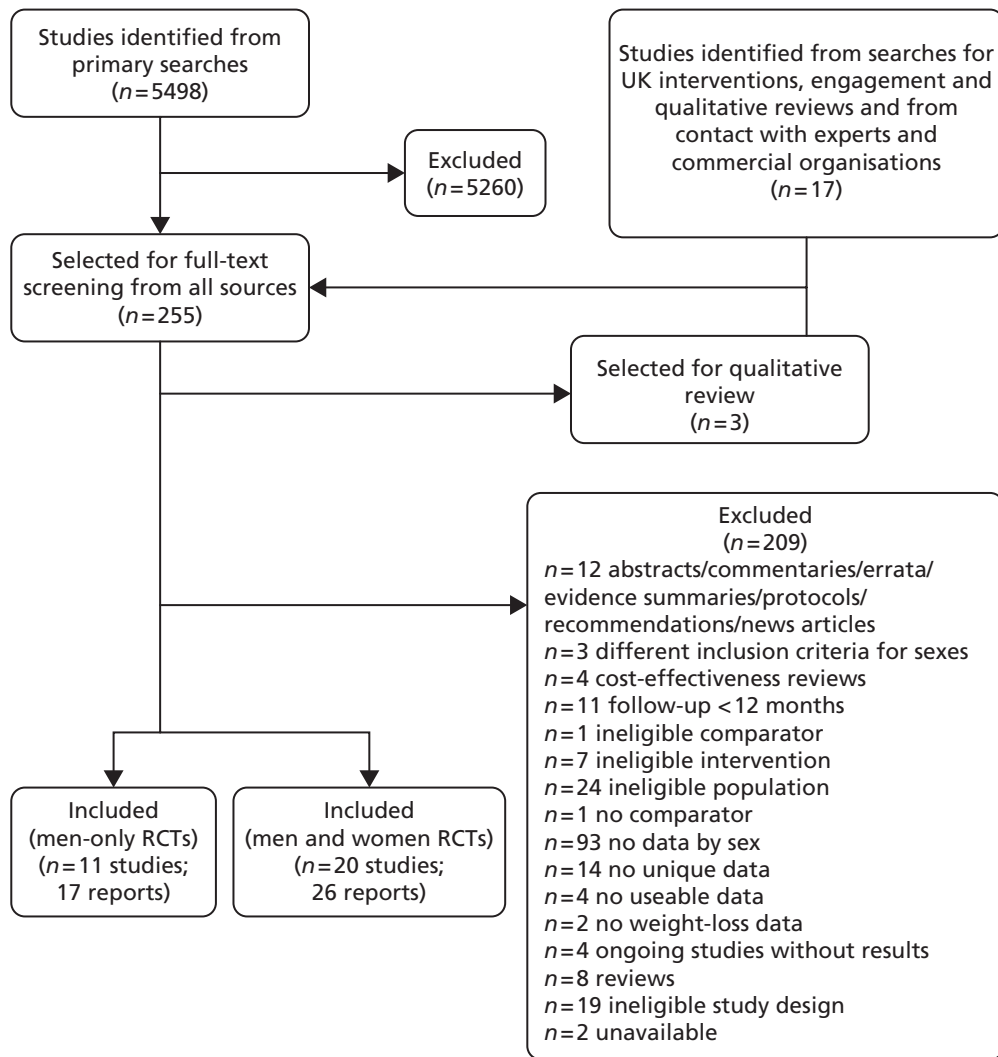 Studies identified from
primary searches
(n=5498)
Studies identified from searches for
UK interventions, engagement and
qualitative reviews and from
contact with experts and
commercial organisations
(n=17)
Excluded
(n=5260)
Selected for full-text
screening from all sources
(n=255)
Selected for qualitative
review
(n=3)
Excluded
(n=209)
n=12 abstracts/commentaries/errata/
evidence summaries/protocols/
recommendations/news articles
n=3 different inclusion criteria for sexes
n=4 cost-effectiveness reviews
n=11 follow-up <12 months
n=1 ineligible comparator
n=7 ineligible intervention
n=24 ineligible population
n=1 no comparator
n=93 no data by sex
n=14 no unique data
n=4 no useable data
n=2 no weight-loss data
n=4 ongoing studies without results
n=8 reviews
n=19 ineligible study design
n=2 unavailable
Included
(men-only RCTs)
(n=11 studies;
17 reports)
Included
(men and women RCTs)
(n=20 studies;
26 reports)